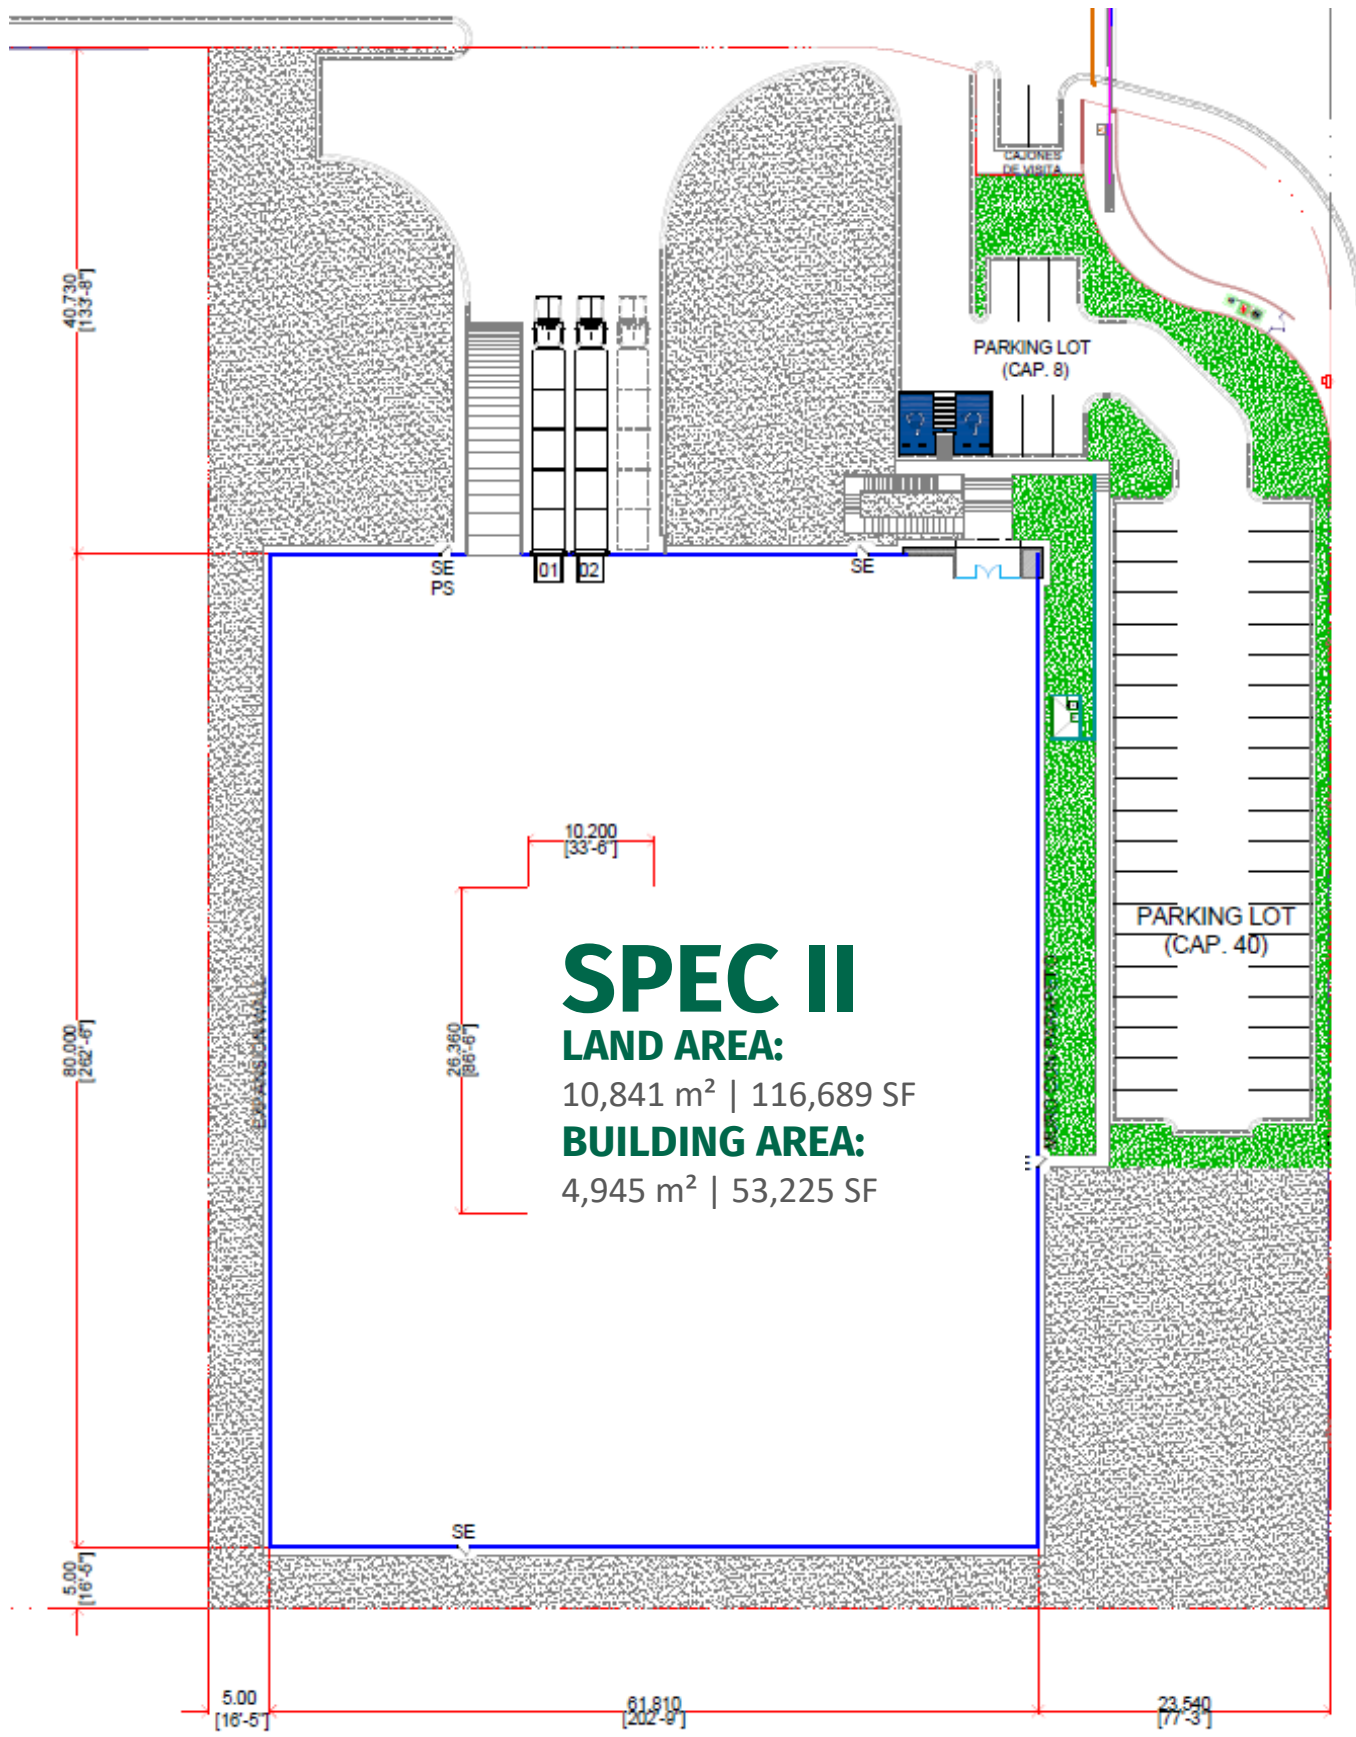 CAJONES
DE VISITA
40.730
[133'-8"]
PARKING LOT
(CAP. 8)
SE
PS
01
02
SE
10.200
[33'-6"]
PARKING LOT
(CAP. 40)
SPEC II
LAND AREA:
10,841 m² | 116,689 SF
BUILDING AREA:
4,945 m² | 53,225 SF
26.360
[86'-6"]
80.000
[262'-6"]
EXPANSION WALL
SE
5.00
[16'-5"]
5.00
[16'-5"]
61.810
[202'-9"]
23.540
[77'-3"]